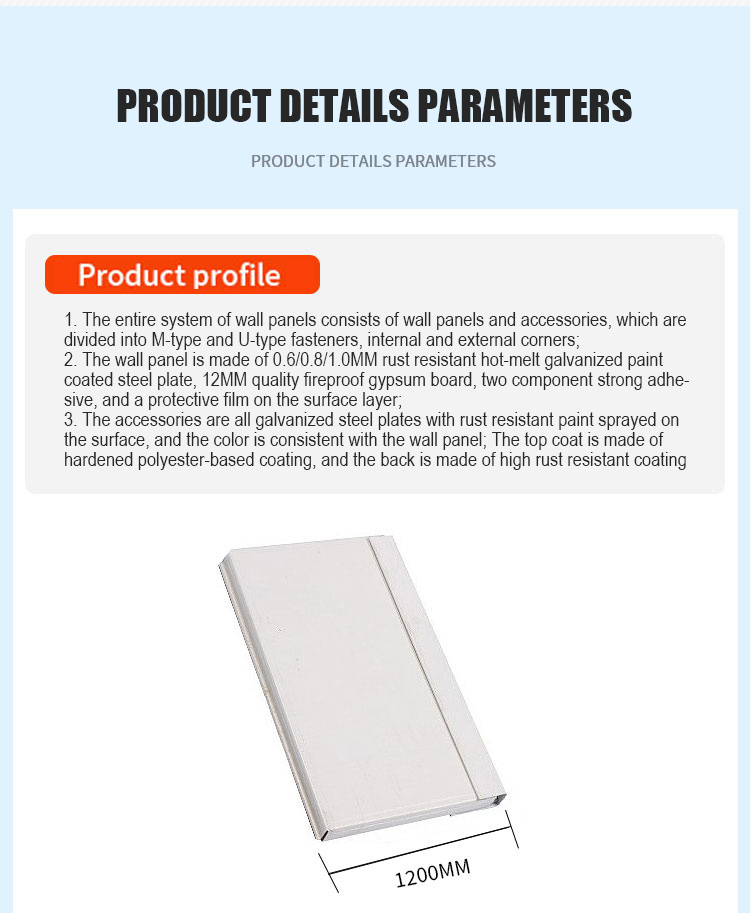 PRODUCT DETAILS PARAMETERS
PRODUCT DETAILS PARAMETERS
Product profile
1. The entire system of wall panels consists of wall panels and accessories, which are
divided into M-type and U-type fasteners, internal and external corners;
2. The wall panel is made of 0.6/0.8/1.0MM rust resistant hot-melt galvanized paint
coated steel plate, 12MM quality fireproof gypsum board, two component strong adhe-
sive, and a protective film on the surface layer;
3. The accessories are all galvanized steel plates with rust resistant paint sprayed on
the surface, and the color is consistent with the wall panel; The top coat is made of
hardened polyester-based coating, and the back is made of high rust resistant coating
1200MM